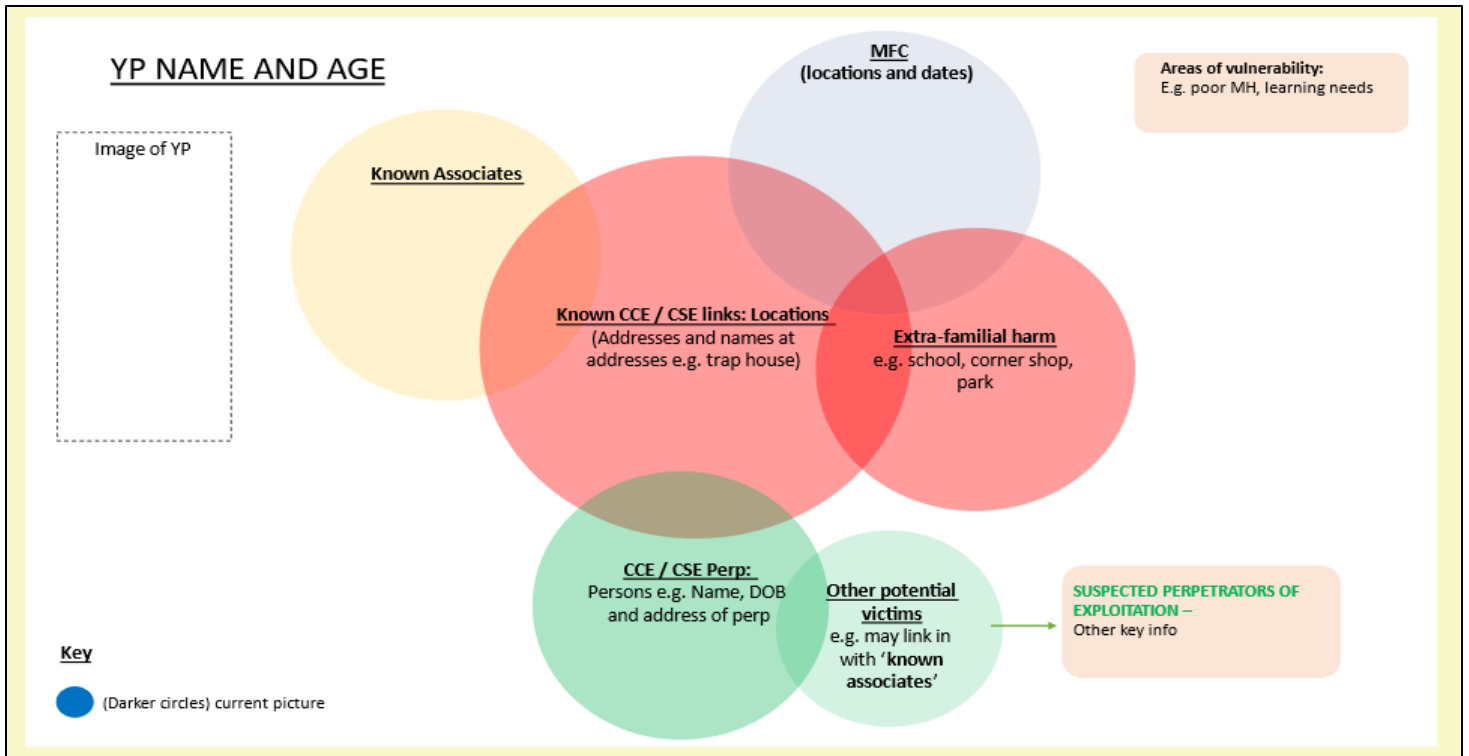 YP NAME AND AGE
Image of YP
Known Associates
MFC
(locations and dates)
Areas of vulnerability:
E.g. poor MH, learning needs
Known CCE / CSE links: Locations
(Addresses and names at
addresses e.g. trap house)
Extra-familial harm
e.g. school, corner shop,
park
CCE / CSE Perp:
Persons e.g. Name, DOB
and address of perp
Other potential
victims
e.g. may link in
with ‘known
associates’
SUSPECTED PERPETRATORS OF
EXPLOITATION –
Other key info
Key
(Darker circles) current picture